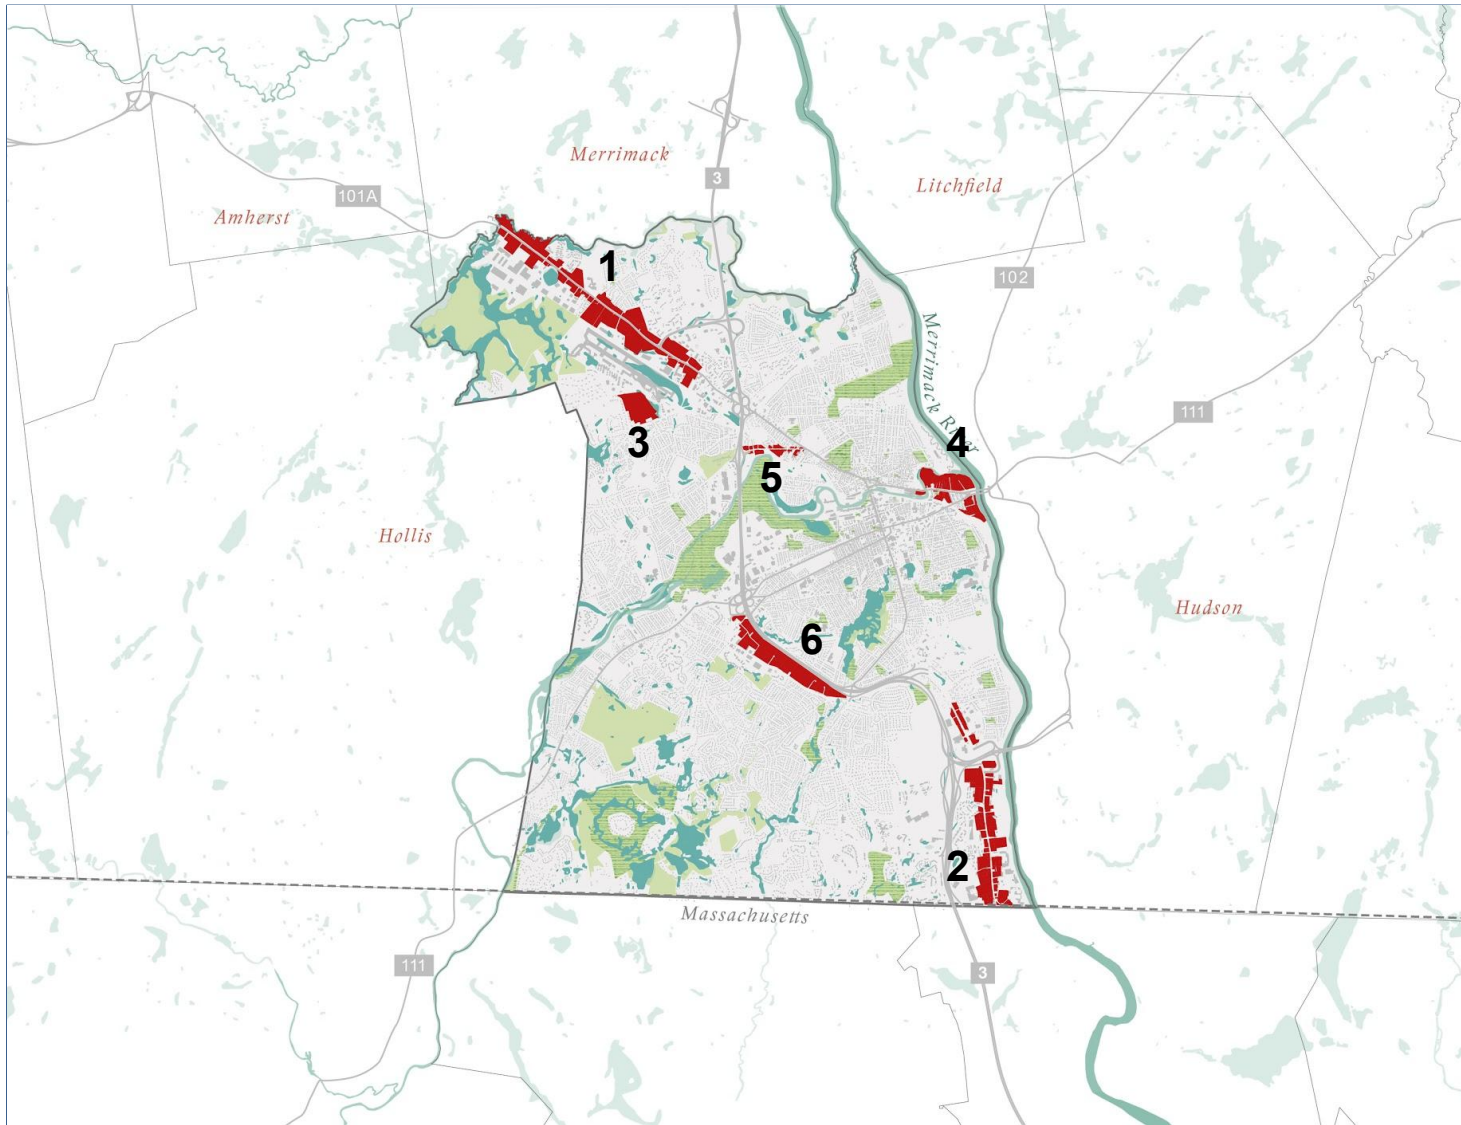 Merrimack
3
Litchfield
101A
Amherst
1
102
Merrimack River
111
3
4
5
Hollis
Hudson
6
2
Massachusetts
111
3